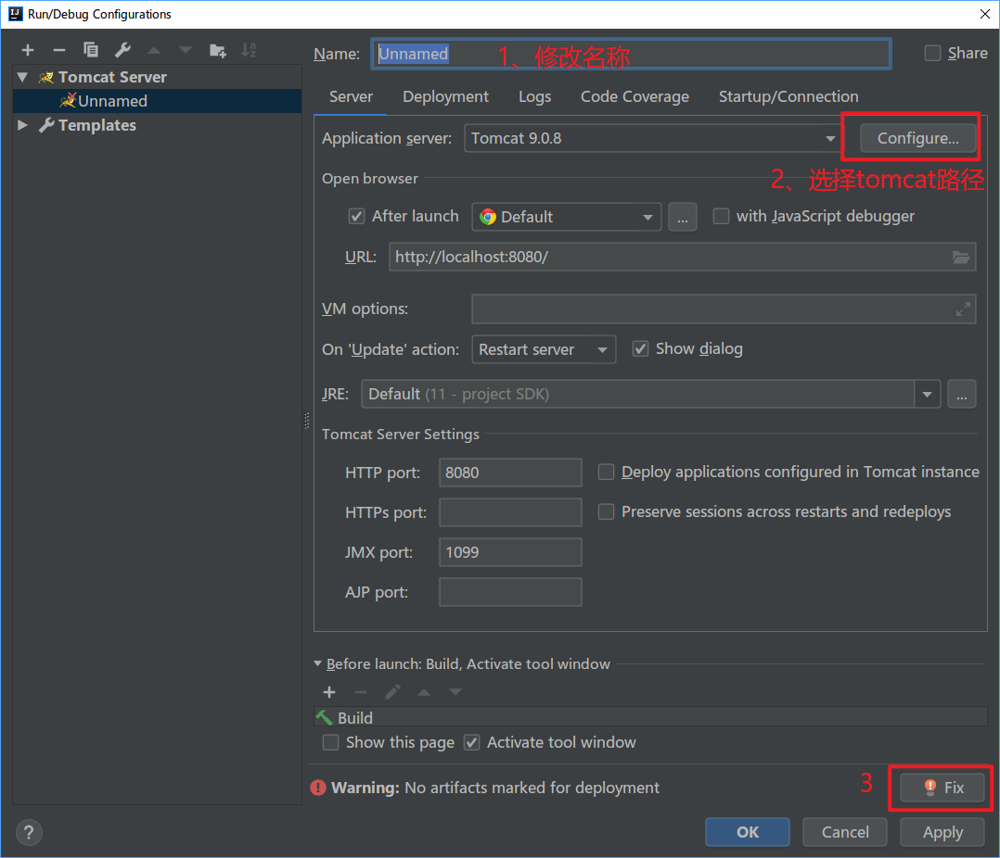 Run/Debug Configurations
Name: Unnamed 1、修改名称 Share
Tomcat Server
Unnamed
Templates
Server Deployment Logs Code Coverage Startup/Connection
Application server: Tomcat 9.0.8 Configure...
2、选择tomcat路径
Open browser
After launch Default ... with JavaScript debugger
URL: http://localhost:8080/
VM options:
On 'Update' action: Restart server Show dialog
JRE: Default (11 - project SDK) ...
Tomcat Server Settings
HTTP port: 8080 Deploy applications configured in Tomcat instance
HTTPs port: Preserve sessions across restarts and redeploys
JMX port: 1099
AJP port:
Before launch: Build, Activate tool window
Build
Show this page Activate tool window
Warning: No artifacts marked for deployment 3 Fix
? OK Cancel Apply